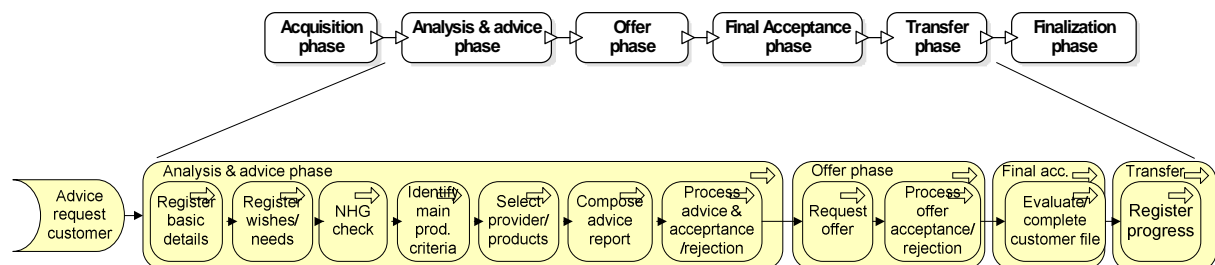 Acquisition
phase
Analysis & advice
phase
Offer
phase
Final Acceptance
phase
Transfer
phase
Finalization
phase
Advice
request
customer
Analysis & advice phase
Register
basic
details
Register
wishes/
needs
NHG
check
Identify
main
prod.
criteria
Select
provider/
products
Compose
advice
report
Process
advice &
acceprtance
/rejection
Offer phase
Request
offer
Process
offer
acceptance/
rejection
Final acc.
Evaluate/
complete
customer file
Transfer
Register
progress